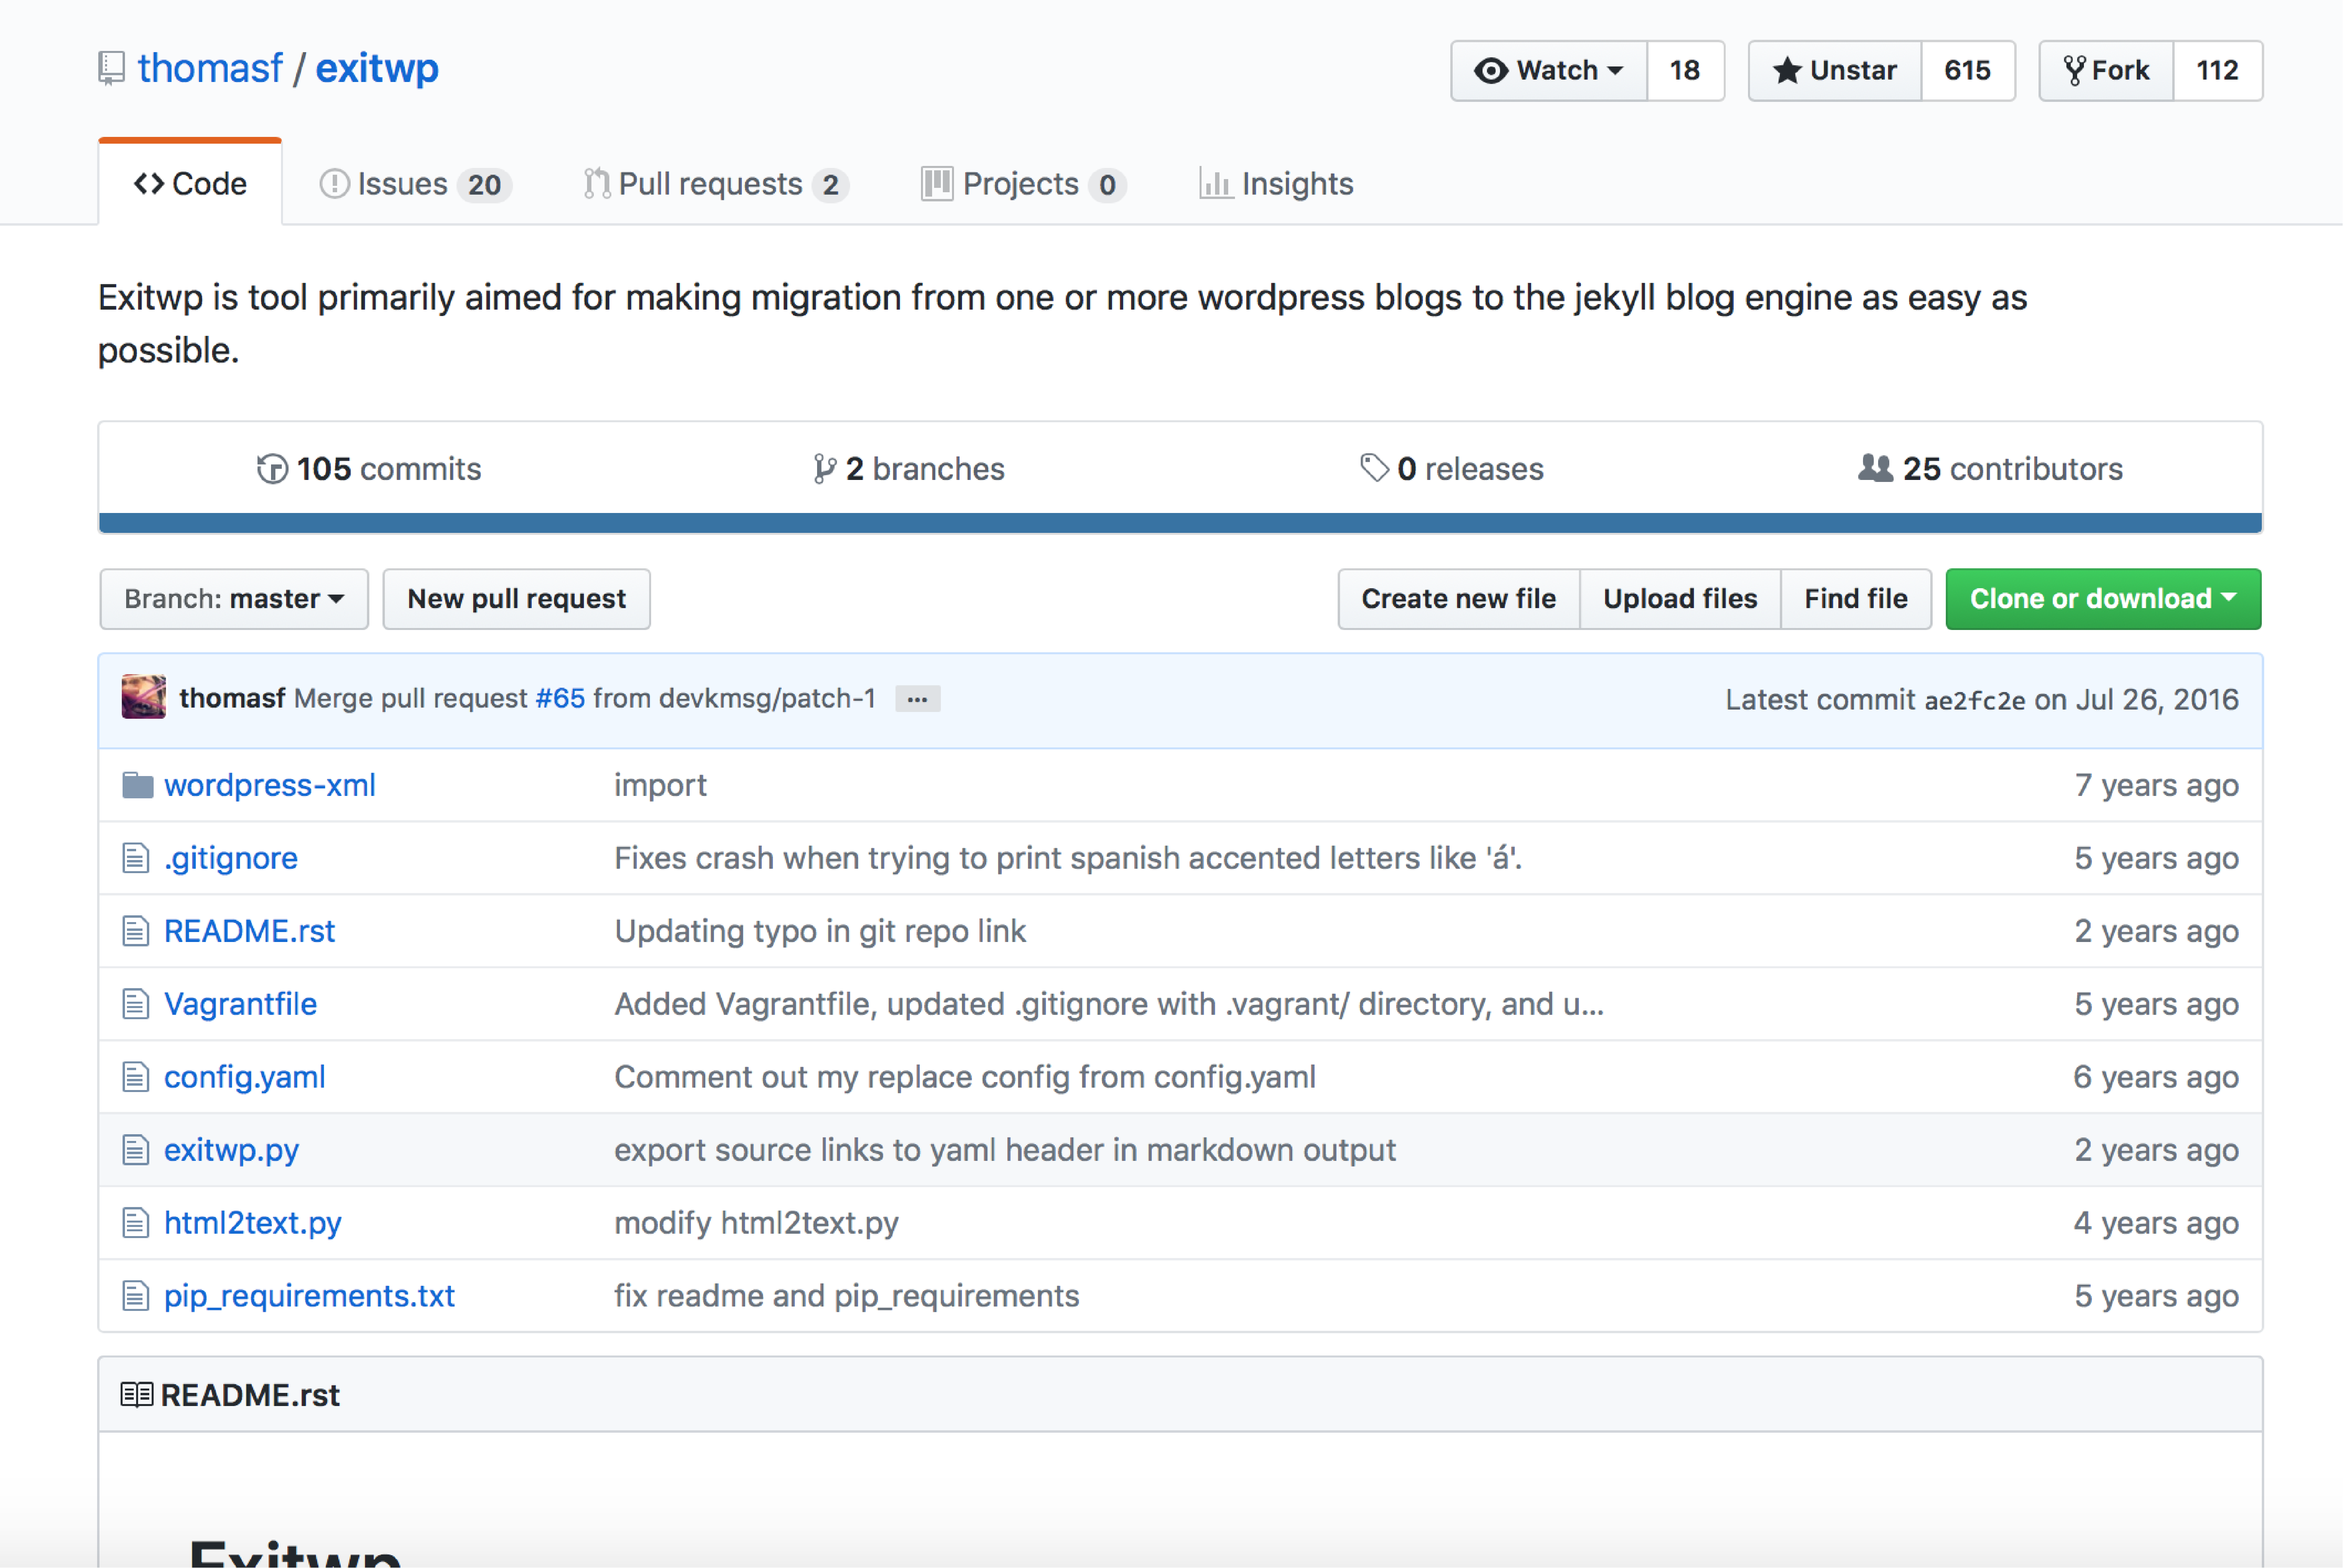 thomasf / exitwp
Watch 18 Unstar 615 Fork 112
Code Issues 20 Pull requests 2 Projects 0 Insights
Exitwp is tool primarily aimed for making migration from one or more wordpress blogs to the jekyll blog engine as easy as
possible.
105 commits 2 branches 0 releases 25 contributors
Branch: master New pull request Create new file Upload files Find file Clone or download
thomasf Merge pull request #65 from devkmsg/patch-1 ... Latest commit ae2fc2e on Jul 26, 2016
wordpress-xml import 7 years ago
.gitignore Fixes crash when trying to print spanish accented letters like 'á'. 5 years ago
README.rst Updating typo in git repo link 2 years ago
Vagrantfile Added Vagrantfile, updated .gitignore with .vagrant/ directory, and u... 5 years ago
config.yaml Comment out my replace config from config.yaml 6 years ago
exitwp.py export source links to yaml header in markdown output 2 years ago
html2text.py modify html2text.py 4 years ago
pip_requirements.txt fix readme and pip_requirements 5 years ago
README.rst
Exitwp